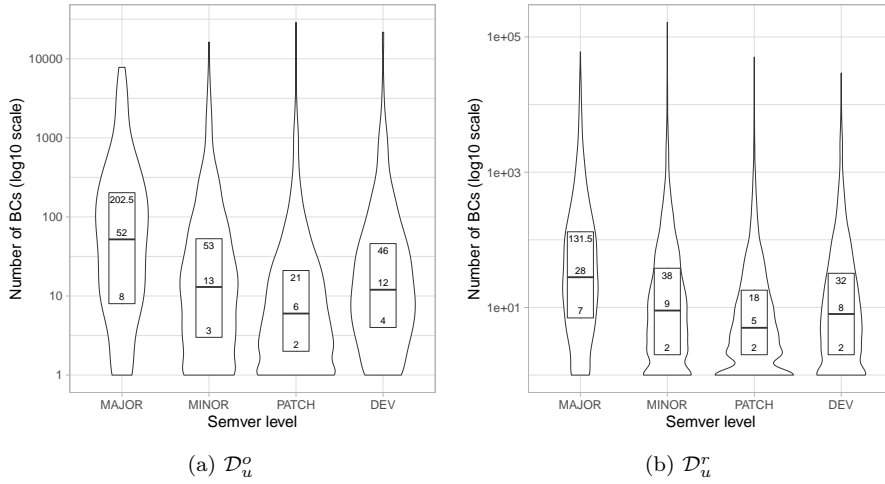 Number of BCs (log10 scale)
10000
1000
100
10
1
202.5
52
8
53
13
3
21
6
2
46
12
4
MAJOR MINOR PATCH DEV
Semver level
(a) 𝒟ᵤᵒ
Number of BCs (log10 scale)
1e+05
1e+03
1e+01
131.5
28
7
38
9
2
18
5
2
32
8
2
MAJOR MINOR PATCH DEV
Semver level
(b) 𝒟ᵤʳ